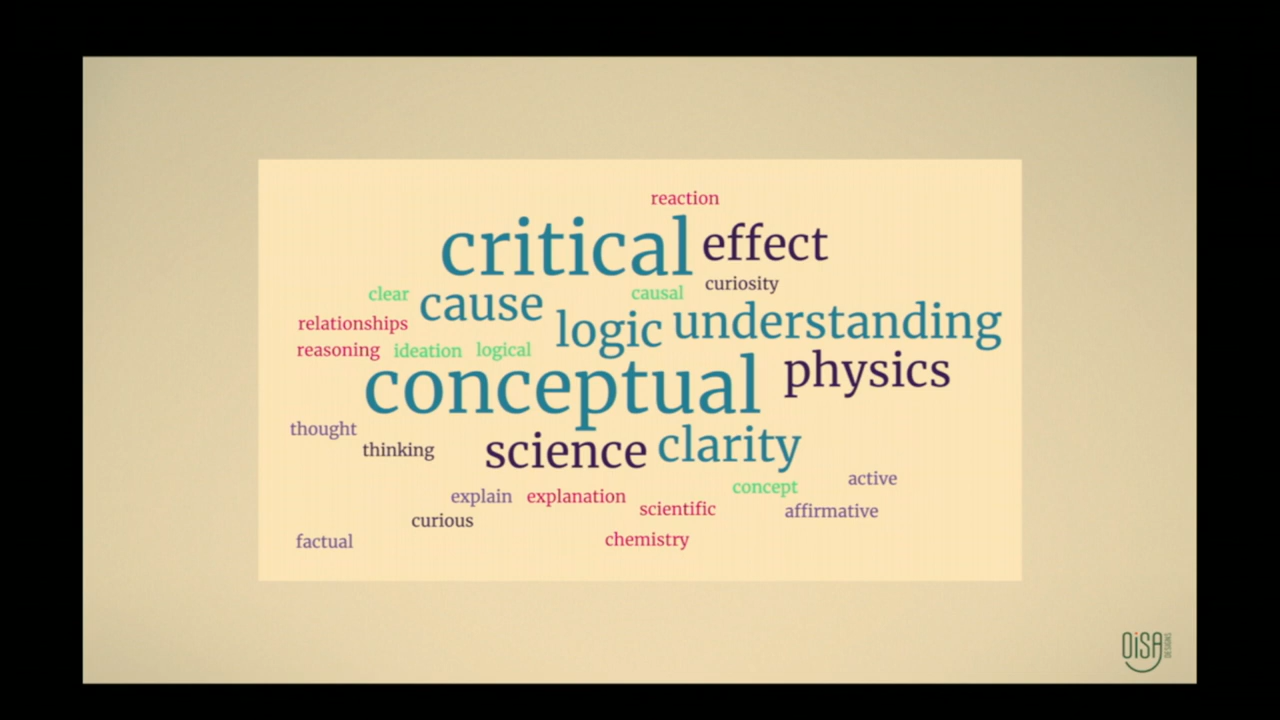 reaction
critical effect
curiosity
clear cause causal
relationships logic understanding
reasoning ideation logical
conceptual physics
thought
thinking science clarity
concept active
explain explanation scientific affirmative
curious
factual chemistry
OiSA DESIGNS